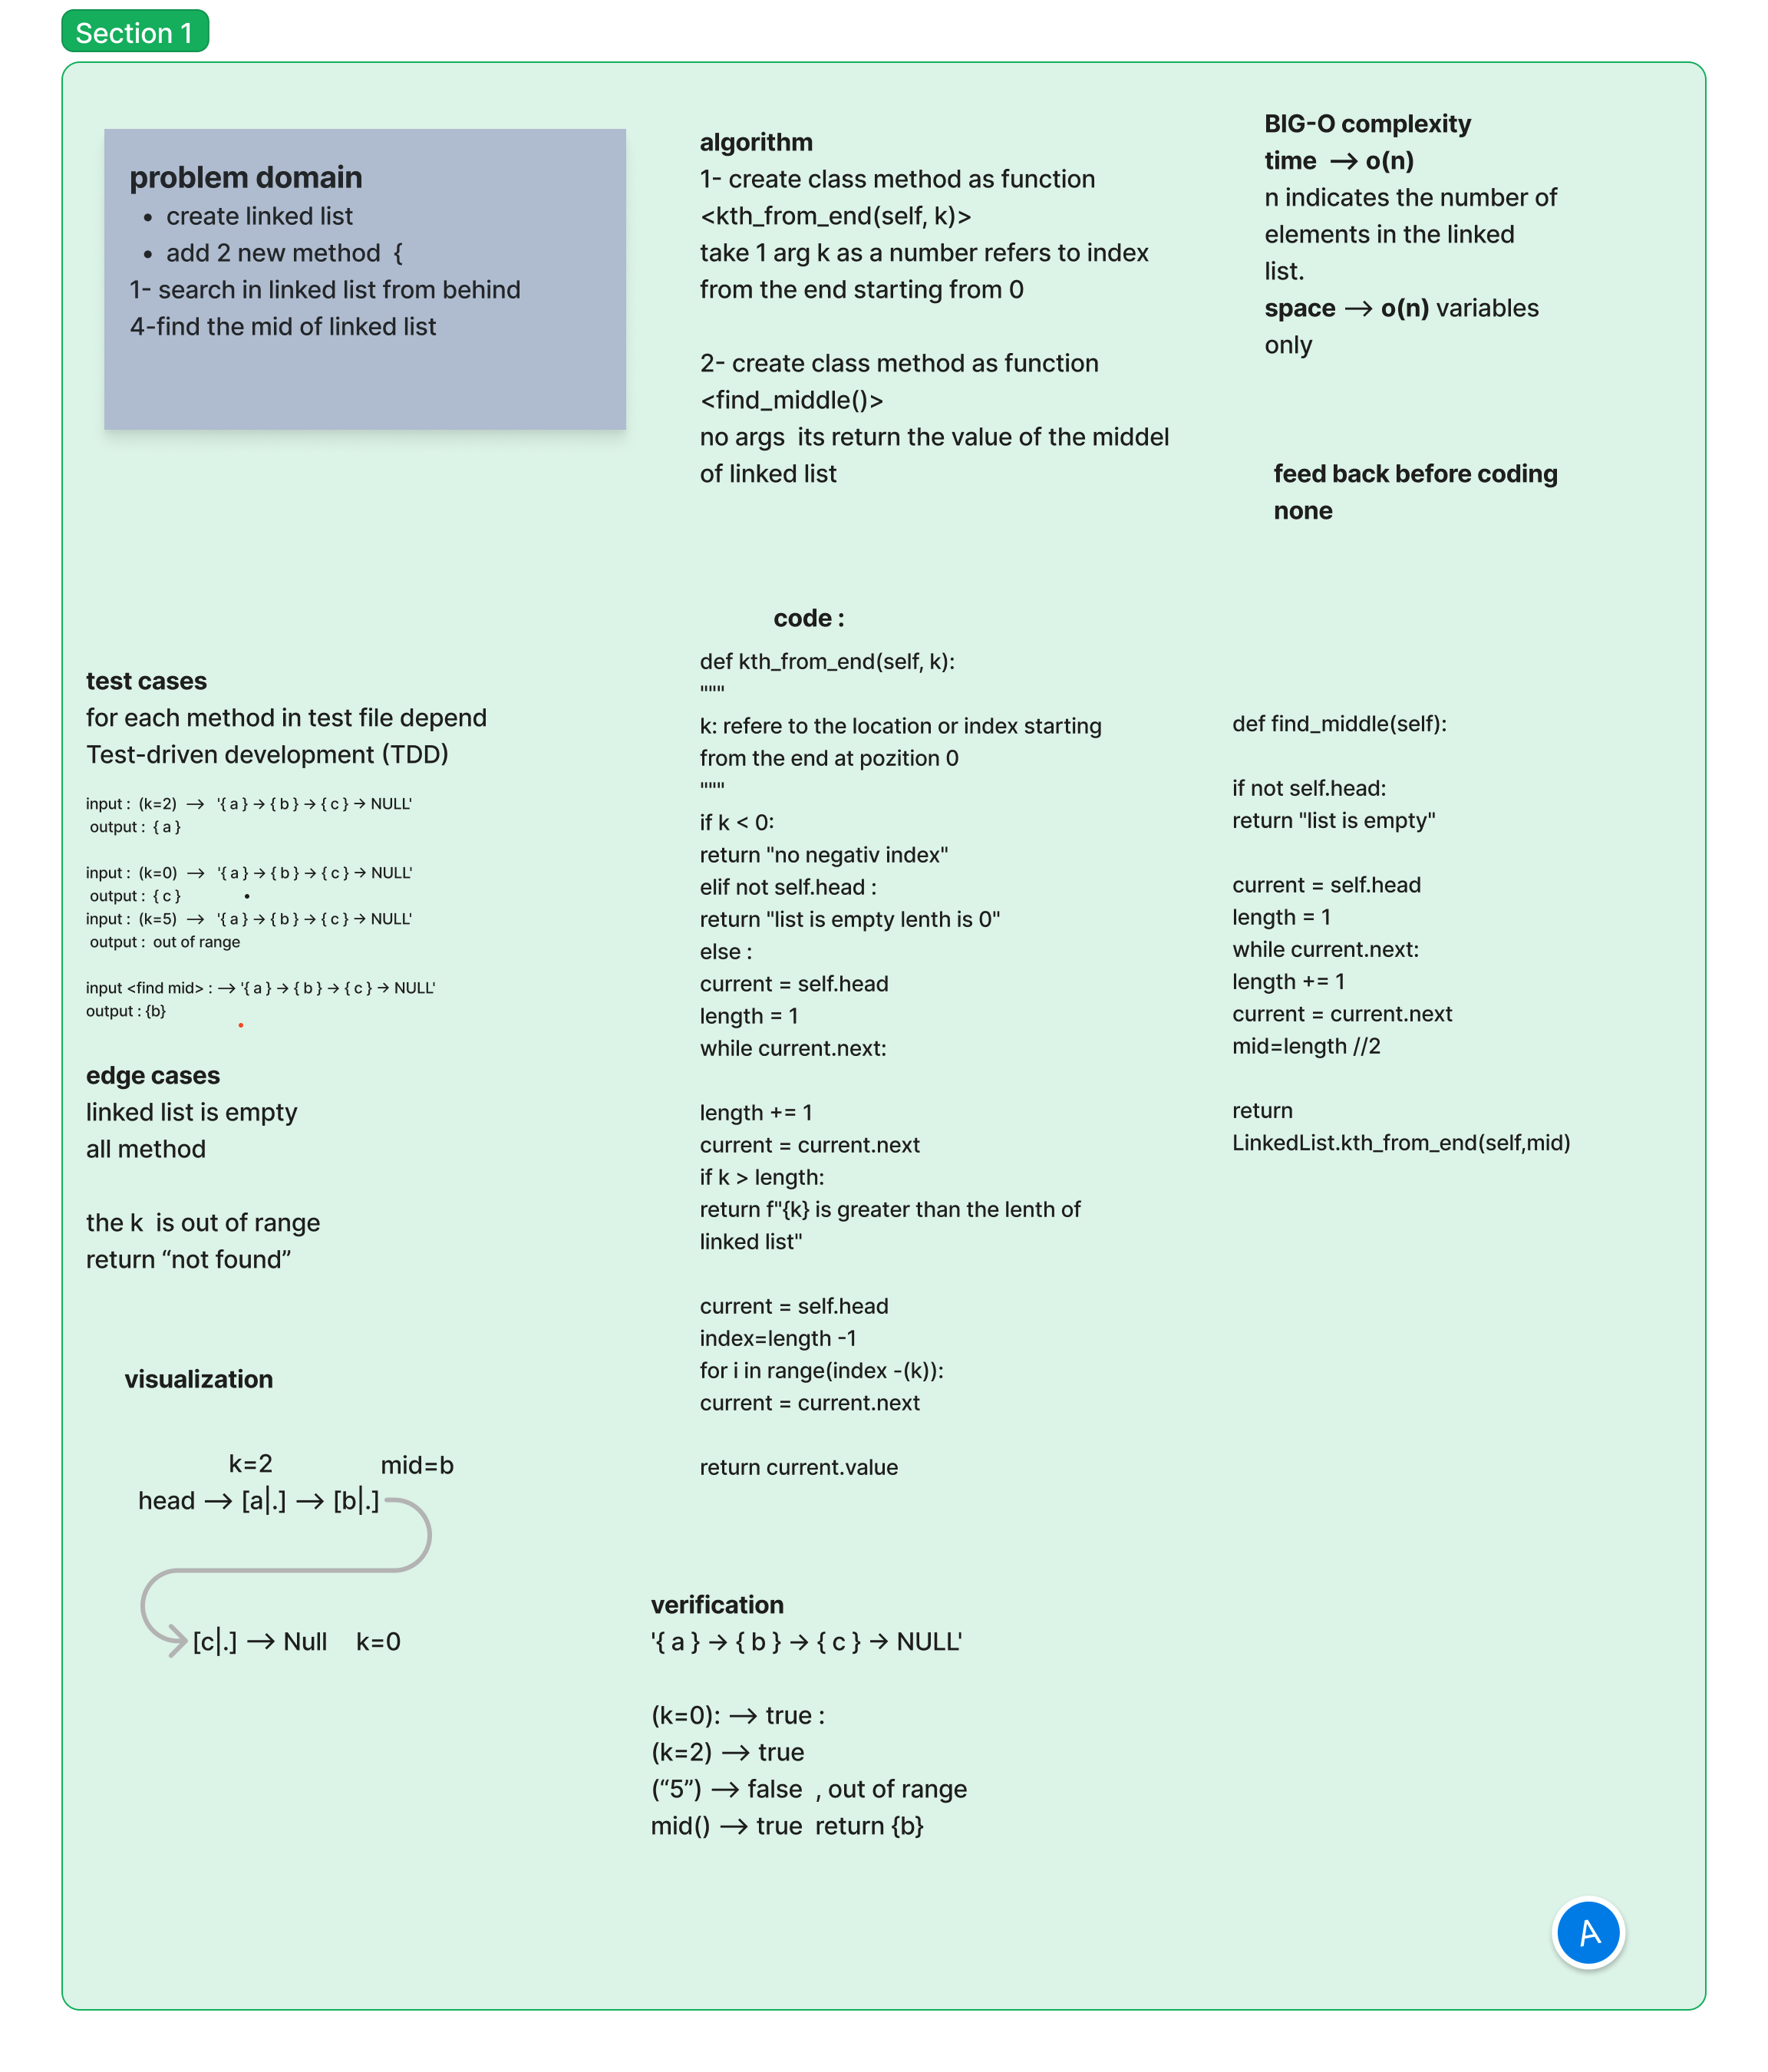 Section 1
problem domain
• create linked list
• add 2 new method  {
1- search in linked list from behind
4-find the mid of linked list
algorithm
1- create class method as function
<kth_from_end(self, k)>
take 1 arg k as a number refers to index
from the end starting from 0
2- create class method as function
<find_middle()>
no args  its return the value of the middel
of linked list
BIG-O complexity
time  —> o(n)
n indicates the number of
elements in the linked
list.
space —> o(n) variables
only
feed back before coding
none
test cases
for each method in test file depend
Test-driven development (TDD)
input :  (k=2)  —>   '{ a } -> { b } -> { c } -> NULL'
output :  { a }
input :  (k=0)  —>   '{ a } -> { b } -> { c } -> NULL'
output :  { c }
input :  (k=5)  —>   '{ a } -> { b } -> { c } -> NULL'
output :  out of range
input <find mid> : —> '{ a } -> { b } -> { c } -> NULL'
output : {b}
edge cases
linked list is empty
all method
the k  is out of range
return “not found”
visualization
k=2
mid=b
head —> [a|.] —> [b|.]
[c|.] —> Null    k=0
code :
def kth_from_end(self, k):
"""
k: refere to the location or index starting
from the end at pozition 0
"""
if k < 0:
return "no negativ index"
elif not self.head :
return "list is empty lenth is 0"
else :
current = self.head
length = 1
while current.next:
length += 1
current = current.next
if k > length:
return f"{k} is greater than the lenth of
linked list"
current = self.head
index=length -1
for i in range(index -(k)):
current = current.next
return current.value
def find_middle(self):
if not self.head:
return "list is empty"
current = self.head
length = 1
while current.next:
length += 1
current = current.next
mid=length //2
return
LinkedList.kth_from_end(self,mid)
verification
'{ a } -> { b } -> { c } -> NULL'
(k=0): —> true :
(k=2) —> true
(“5”) —> false  , out of range
mid() —> true  return {b}
A